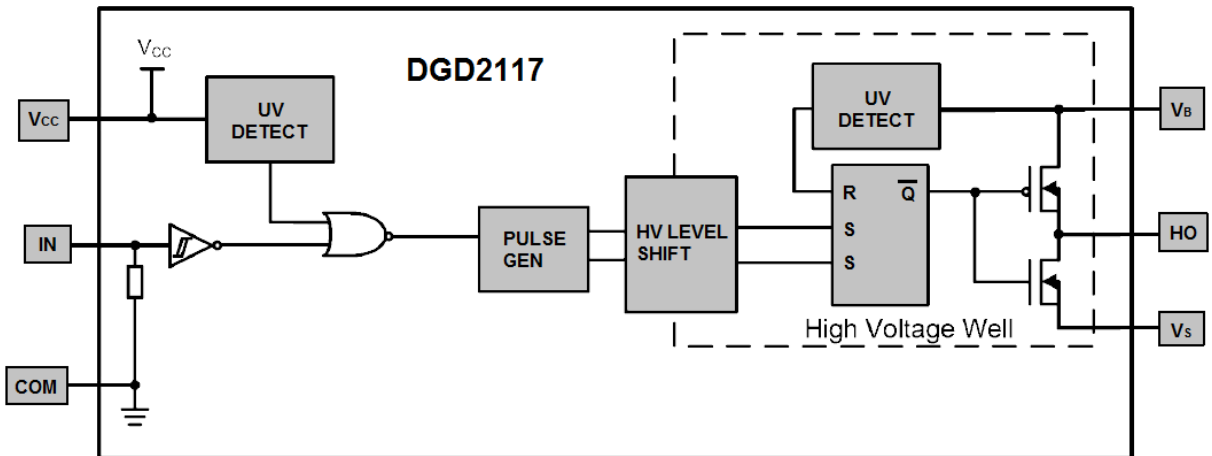 DGD2117
VCC
VCC
UV
DETECT
UV
DETECT
VB
IN
R
Q
S
S
PULSE
GEN
HV LEVEL
SHIFT
HO
High Voltage Well
VS
COM